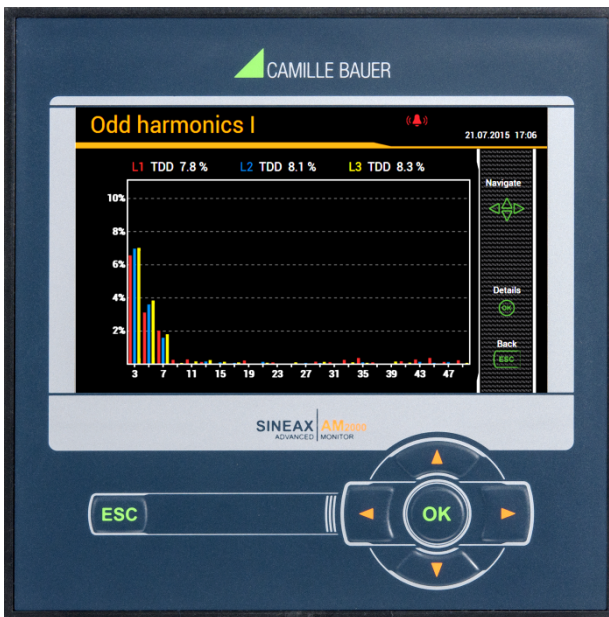 CAMILLE BAUER
Odd harmonics I
21.07.2015 17:06
L1 TDD 7.8 % L2 TDD 8.1 % L3 TDD 8.3 %
Navigate
10%
8%
6%
4%
2%
Details
OK
Back
ESC
3 7 11 15 19 23 27 31 35 39 43 47
SINEAX AM2000
ADVANCED MONITOR
ESC
OK